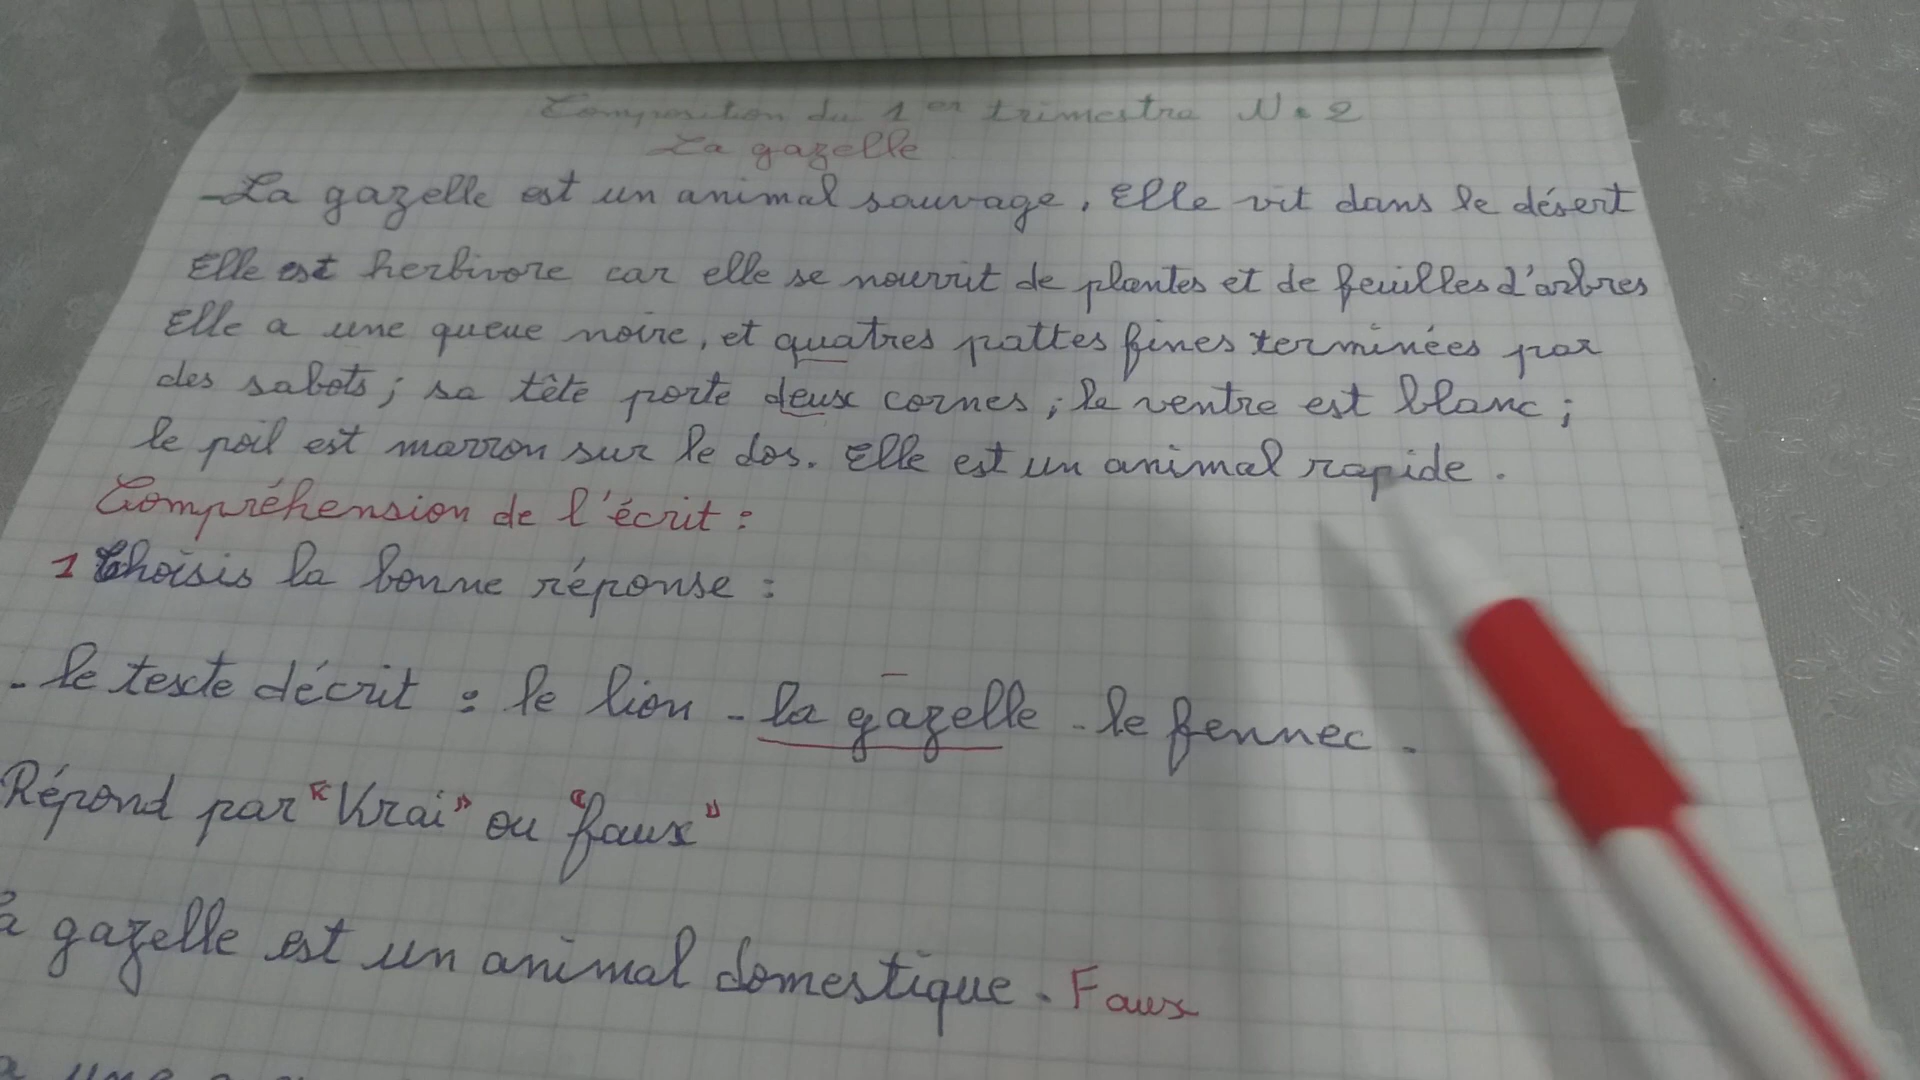 Composition du 1er trimestre N.2
La gazelle
- La gazelle est un animal sauvage, Elle vit dans le désert
Elle est herbivore car elle se nourrit de plantes et de feuilles d'arbres
Elle a une queue noire, et quatres pattes fines terminées par
des sabots; sa tête porte deux cornes; le ventre est blanc;
le poil est marron sur le dos. Elle est un animal rapide.
Compréhension de l'écrit :
1 Choisis la bonne réponse :
- le texte décrit : le lion - la gazelle - le fennec.
Répond par "Vrai" ou "faux"
a gazelle est un animal domestique. Faux